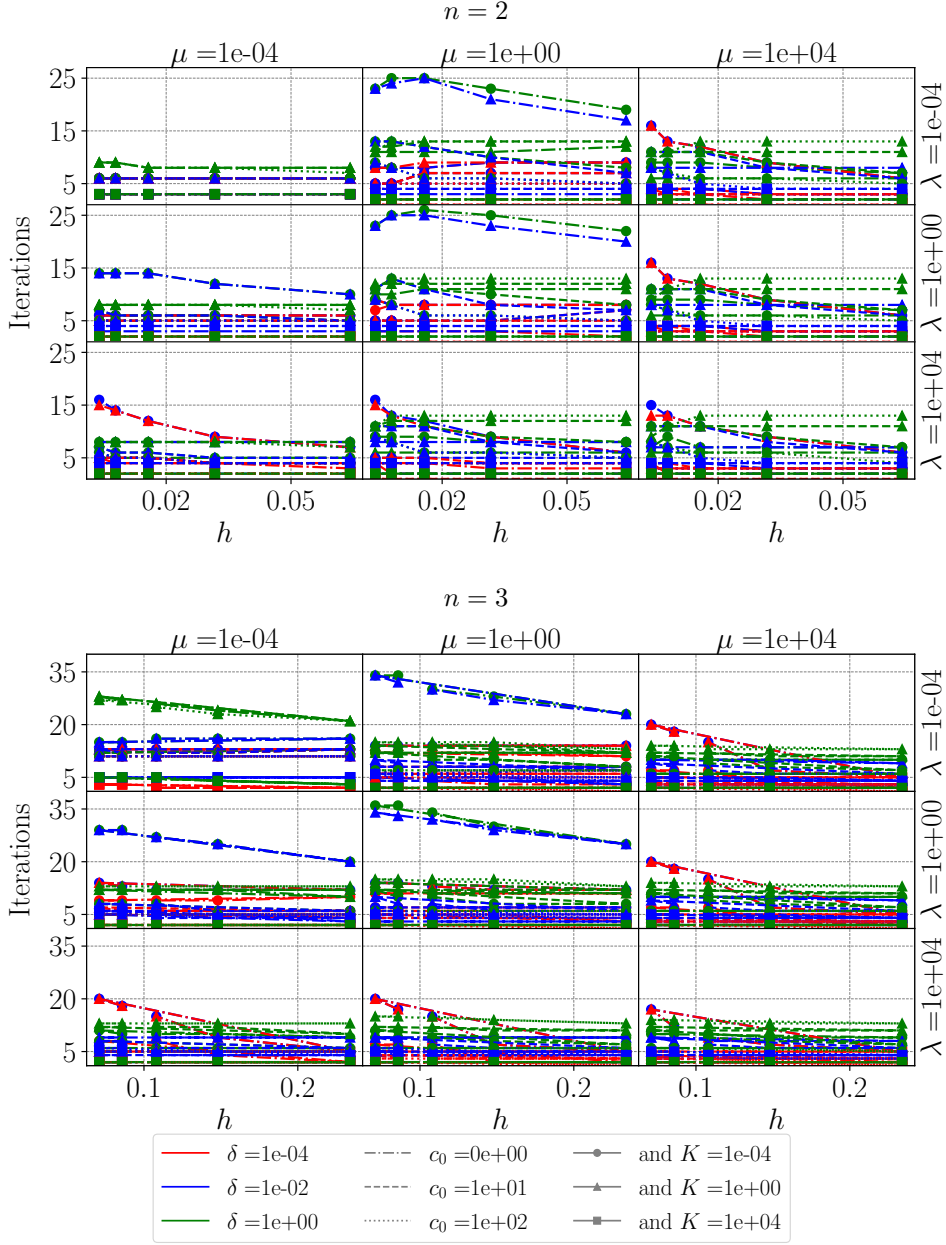 n = 2
μ =1e-04 μ =1e+00 μ =1e+04
25
15
5
λ =1e-04
25
15
5
λ =1e+00
Iterations
25
15
5
λ =1e+04
0.02 0.05 0.02 0.05 0.02 0.05
h h h
n = 3
μ =1e-04 μ =1e+00 μ =1e+04
35
20
5
λ =1e-04
35
20
5
λ =1e+00
Iterations
35
20
5
λ =1e+04
0.1 0.2 0.1 0.2 0.1 0.2
h h h
δ =1e-04 c₀ =0e+00 and K =1e-04
δ =1e-02 c₀ =1e+01 and K =1e+00
δ =1e+00 c₀ =1e+02 and K =1e+04